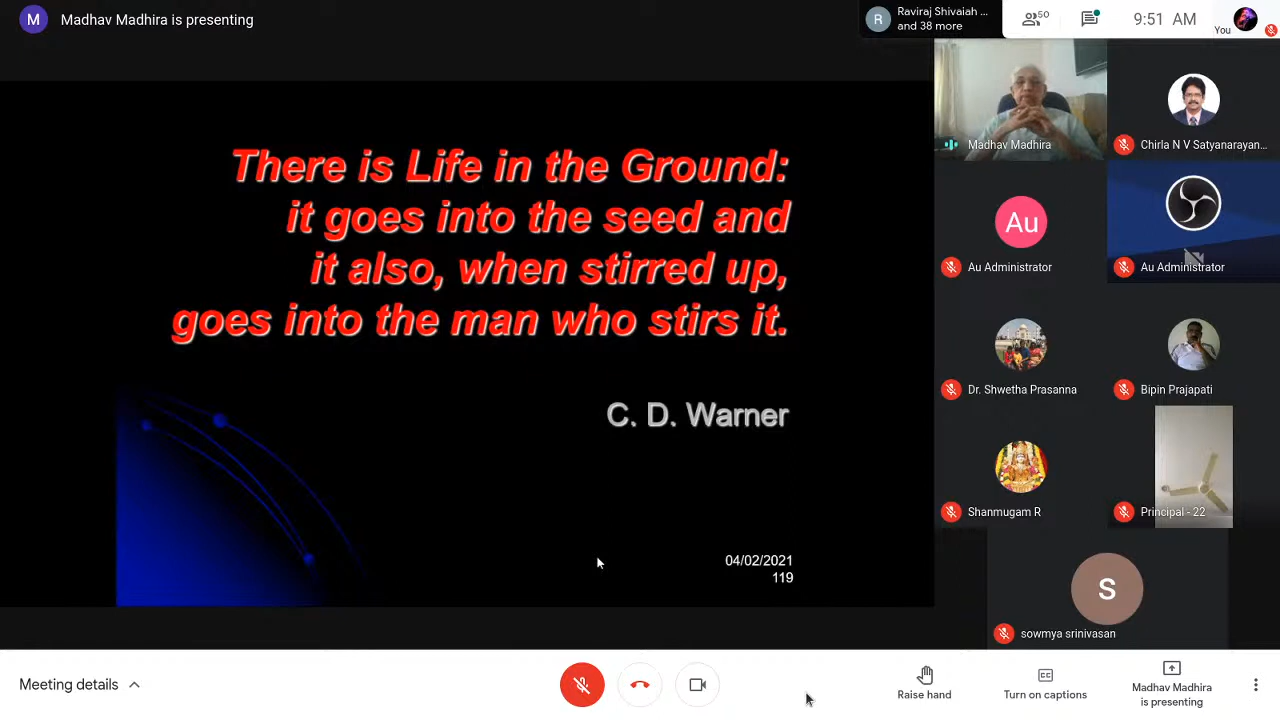 M
Madhav Madhira is presenting
R
Raviraj Shivaiah ...
and 38 more
50
9:51 AM
You
There is Life in the Ground:
it goes into the seed and
it also, when stirred up,
goes into the man who stirs it.
C. D. Warner
04/02/2021
119
Madhav Madhira
Chirla N V Satyanarayan...
Au
Au Administrator
Au Administrator
Dr. Shwetha Prasanna
Bipin Prajapati
Shanmugam R
Principal - 22
S
sowmya srinivasan
Meeting details
Raise hand
Turn on captions
Madhav Madhira
is presenting